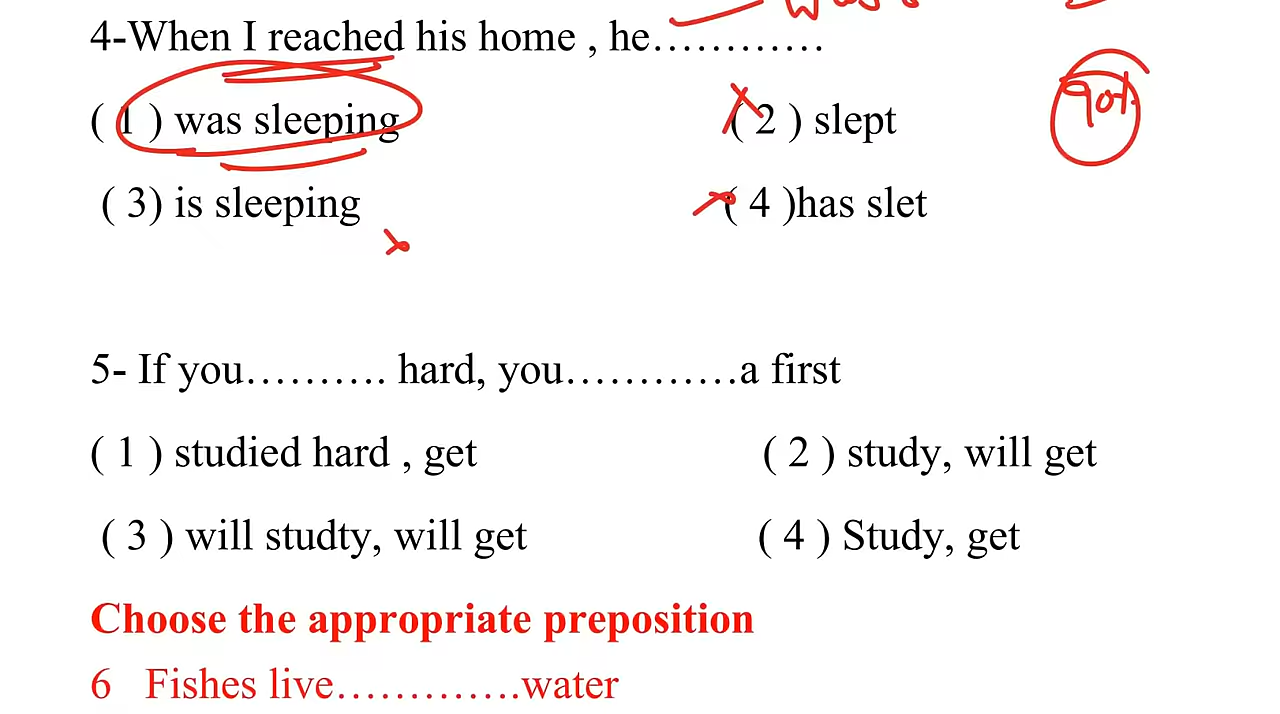 4-When I reached his home , he…………
( 1 ) was sleeping ( 2 ) slept
90%
( 3) is sleeping ( 4 )has slet
5- If you………. hard, you…………a first
( 1 ) studied hard , get ( 2 ) study, will get
( 3 ) will studty, will get ( 4 ) Study, get
Choose the appropriate preposition
6 Fishes live………….water